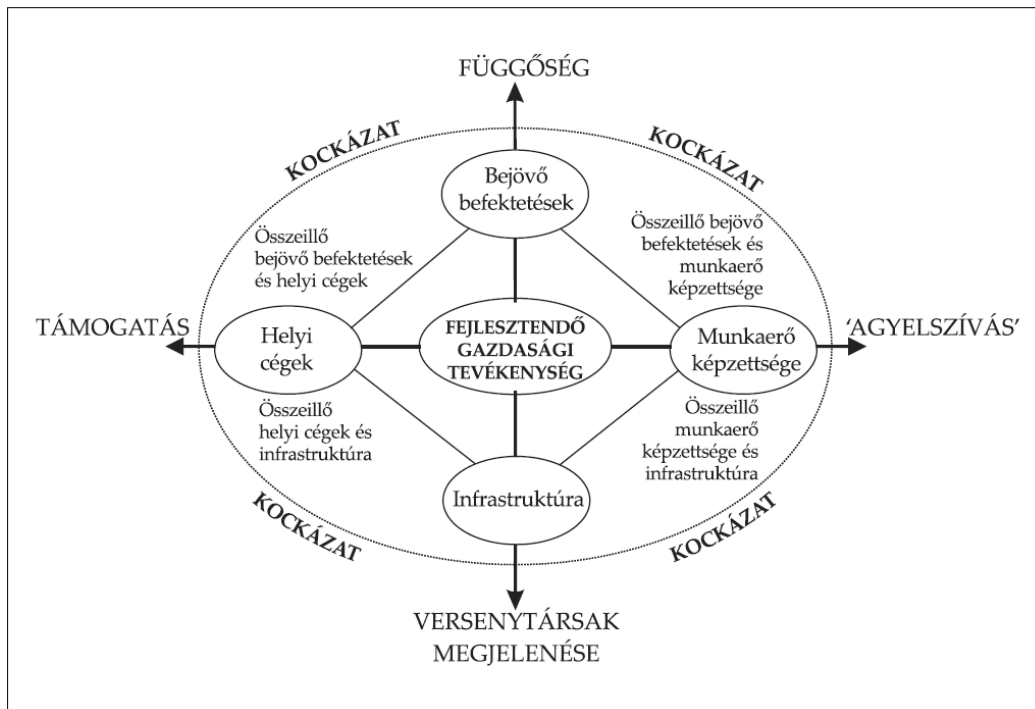 FÜGGŐSÉG
KOCKÁZAT
KOCKÁZAT
Bejövő
befektetések
Összeillő
bejövő befektetések
és helyi cégek
Összeillő bejövő
befektetések és
munkaerő
képzettsége
TÁMOGATÁS
Helyi
cégek
FEJLESZTENDŐ
GAZDASÁGI
TEVÉKENYSÉG
Munkaerő
képzettsége
‘AGYELSZÍVÁS’
Összeillő
helyi cégek és
infrastruktúra
Összeillő
munkaerő
képzettsége és
infrastruktúra
Infrastruktúra
KOCKÁZAT
KOCKÁZAT
VERSENYTÁRSAK
MEGJELENÉSE